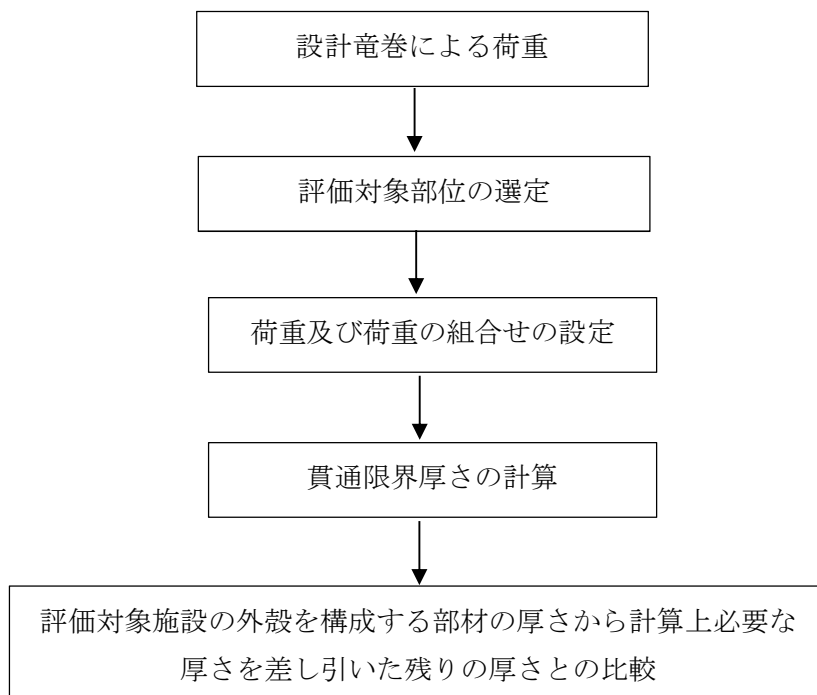 設計竜巻による荷重
評価対象部位の選定
荷重及び荷重の組合せの設定
貫通限界厚さの計算
評価対象施設の外殻を構成する部材の厚さから計算上必要な
厚さを差し引いた残りの厚さとの比較